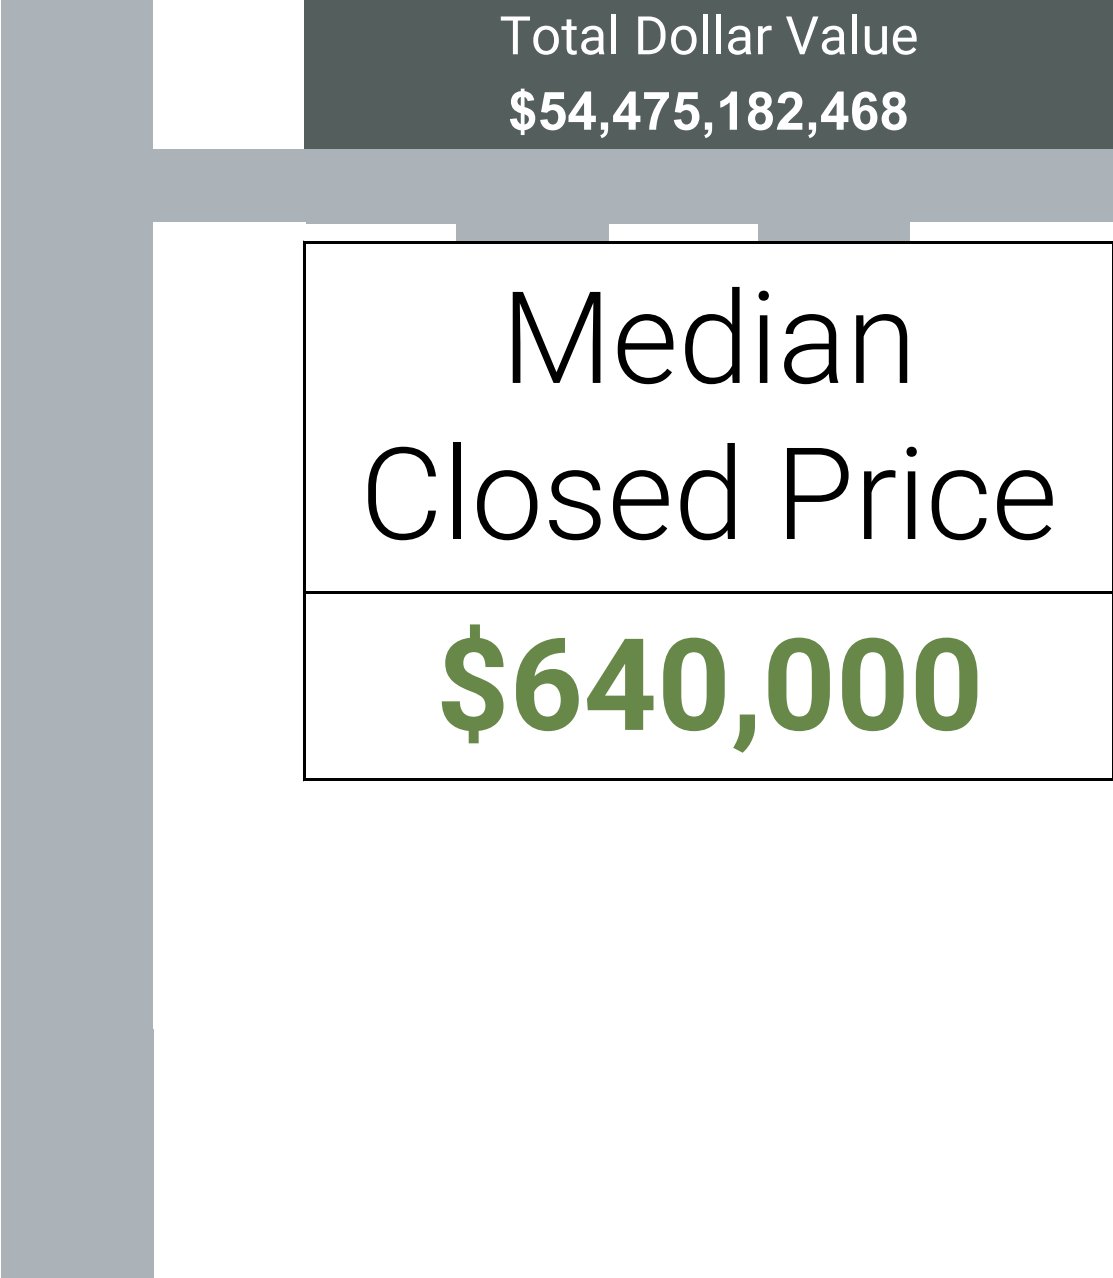 Total Dollar Value
$54,475,182,468
Median
Closed Price
$640,000